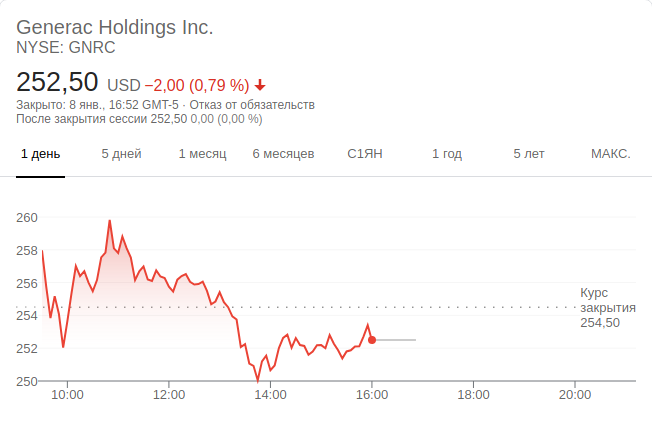 Generac Holdings Inc.
NYSE: GNRC
252,50 USD −2,00 (0,79 %)
Закрыто: 8 янв., 16:52 GMT-5 · Отказ от обязательств
После закрытия сессии 252,50 0,00 (0,00 %)
1 день 5 дней 1 месяц 6 месяцев С1ЯН 1 год 5 лет МАКС.
260
258
256
254
252
250
Курс
закрытия
254,50
10:00 12:00 14:00 16:00 18:00 20:00